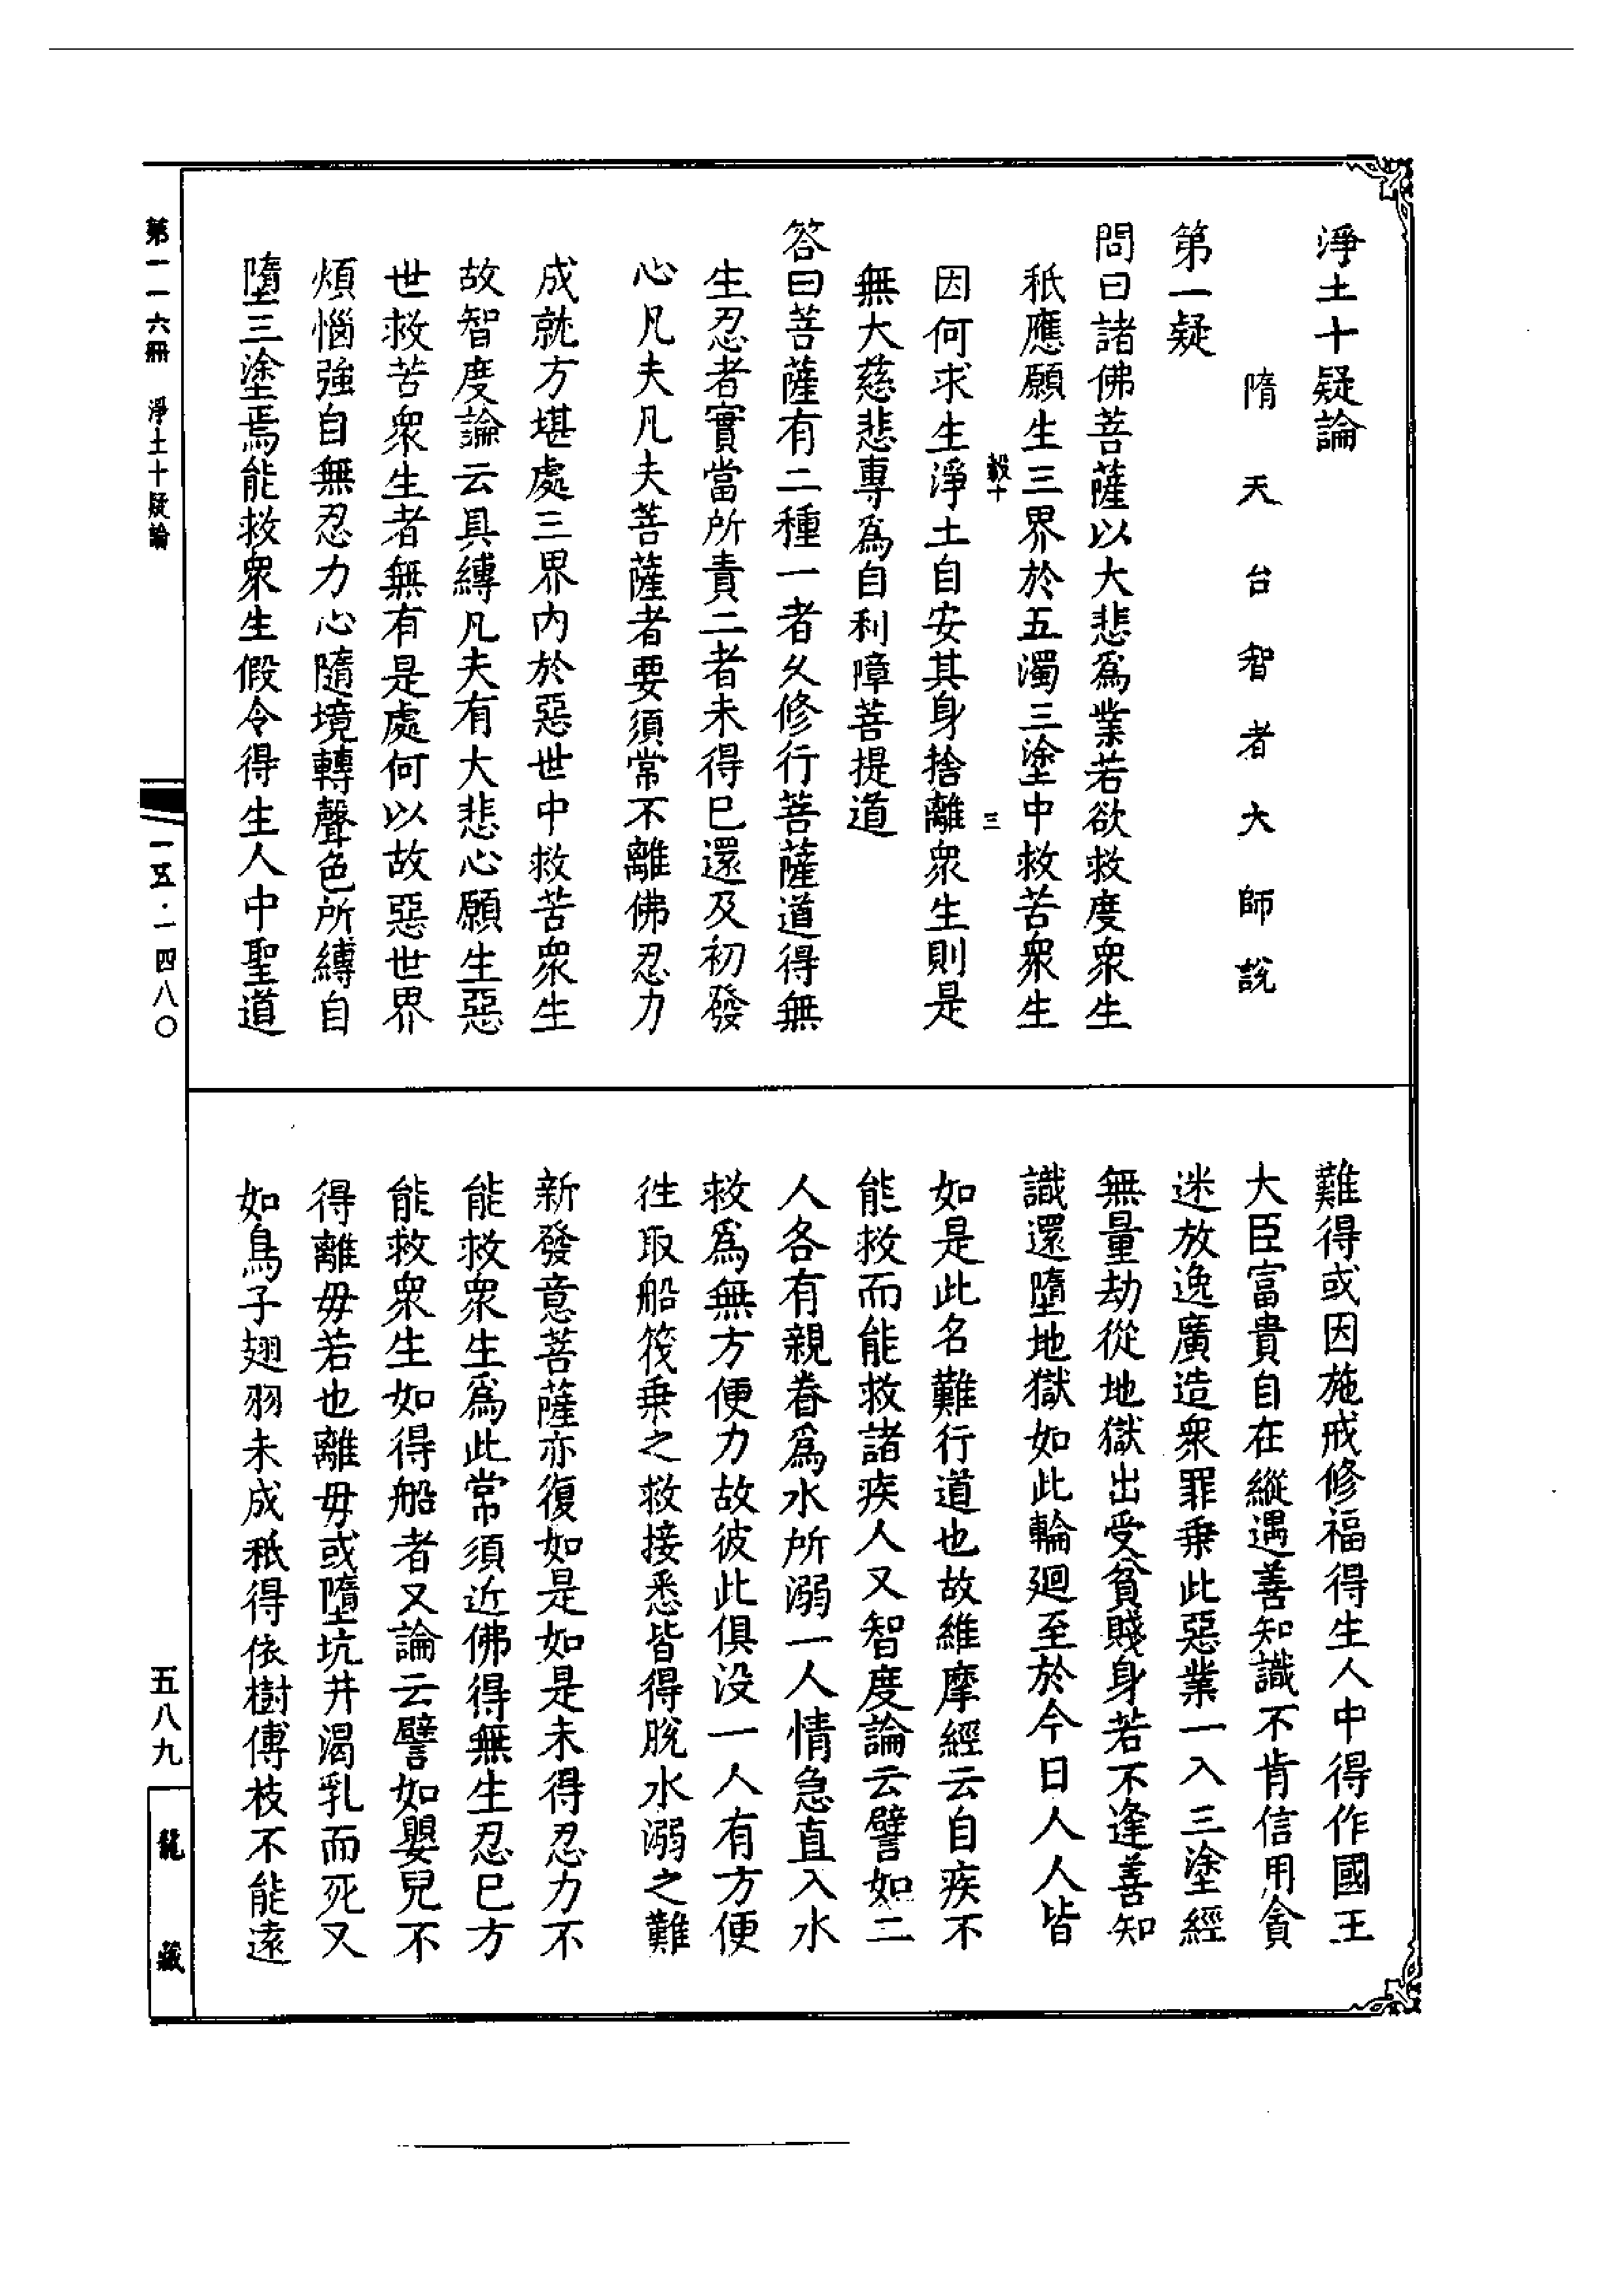 淨土十疑論
隋天台智者大師說
第一疑
問曰諸佛菩薩以大悲爲業若欲救度衆生
秖應願生三界於五濁三塗中救苦衆生
縠十
三
因何求生淨土自安其身捨離衆生則是
無大慈悲專爲自利障菩提道
答曰菩薩有二種一者久修行菩薩道得無
生忍者實當所責二者未得已還及初發
心凡夫凡夫菩薩者要須常不離佛忍力
成就方堪處三界内於惡世中救苦衆生
故智度論云具縛凡夫有大悲心願生惡
世救苦衆生者無有是處何以故惡世界
煩惱強自無忍力心隨境轉聲色所縛自
墮三塗焉能救衆生假令得生人中聖道
難得或因施戒修福得生人中得作國王
大臣富貴自在縱遇善知識不肯信用貪
迷放逸廣造衆罪乗此惡業一入三塗經
無量劫從地獄出受貧賤身若不逢善知
識還墮地獄如此輪廻至於今日人人皆
如是此名難行道也故維摩經云自疾不
能救而能救諸疾人又智度論云譬如二
人各有親眷爲水所溺一人情急直入水
救爲無方便力故彼此俱没一人有方便
往取船筏乗之救接悉皆得脫水溺之難
新發意菩薩亦復如是如是未得忍力不
能救衆生爲此常須近佛得無生忍已方
能救衆生如得船者又論云譬如嬰兒不
得離母若也離母或墮坑井渴乳而死又
如鳥子翅羽未成秖得依樹傅枝不能遠
第一一六冊 淨土十疑論
一五·一四八〇
五八九
龍藏